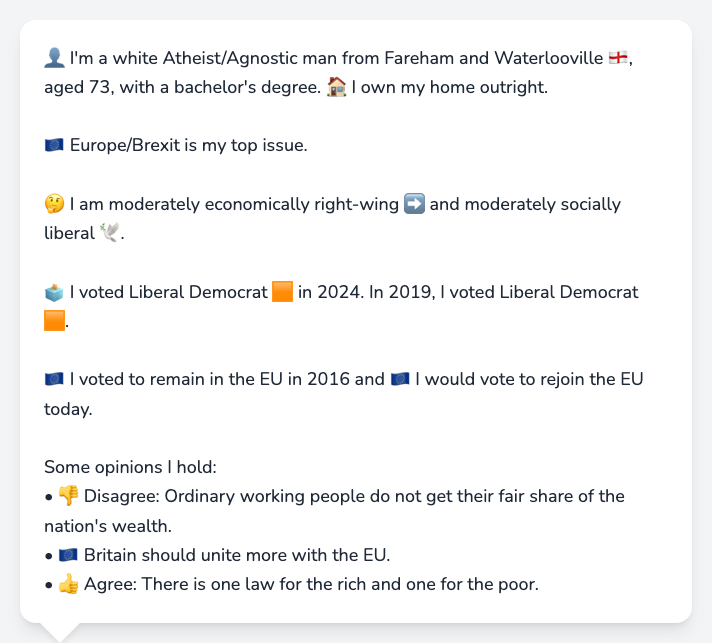 👤 I'm a white Atheist/Agnostic man from Fareham and Waterlooville 🏴󠁧󠁢󠁥󠁮󠁧󠁿,
aged 73, with a bachelor's degree. 🏠 I own my home outright.
🇪🇺 Europe/Brexit is my top issue.
🤔 I am moderately economically right-wing ➡️ and moderately socially
liberal 🕊️.
🗳️ I voted Liberal Democrat 🟧 in 2024. In 2019, I voted Liberal Democrat
🟧.
🇪🇺 I voted to remain in the EU in 2016 and 🇪🇺 I would vote to rejoin the EU
today.
Some opinions I hold:
• 👎 Disagree: Ordinary working people do not get their fair share of the
nation's wealth.
• 🇪🇺 Britain should unite more with the EU.
• 👍 Agree: There is one law for the rich and one for the poor.